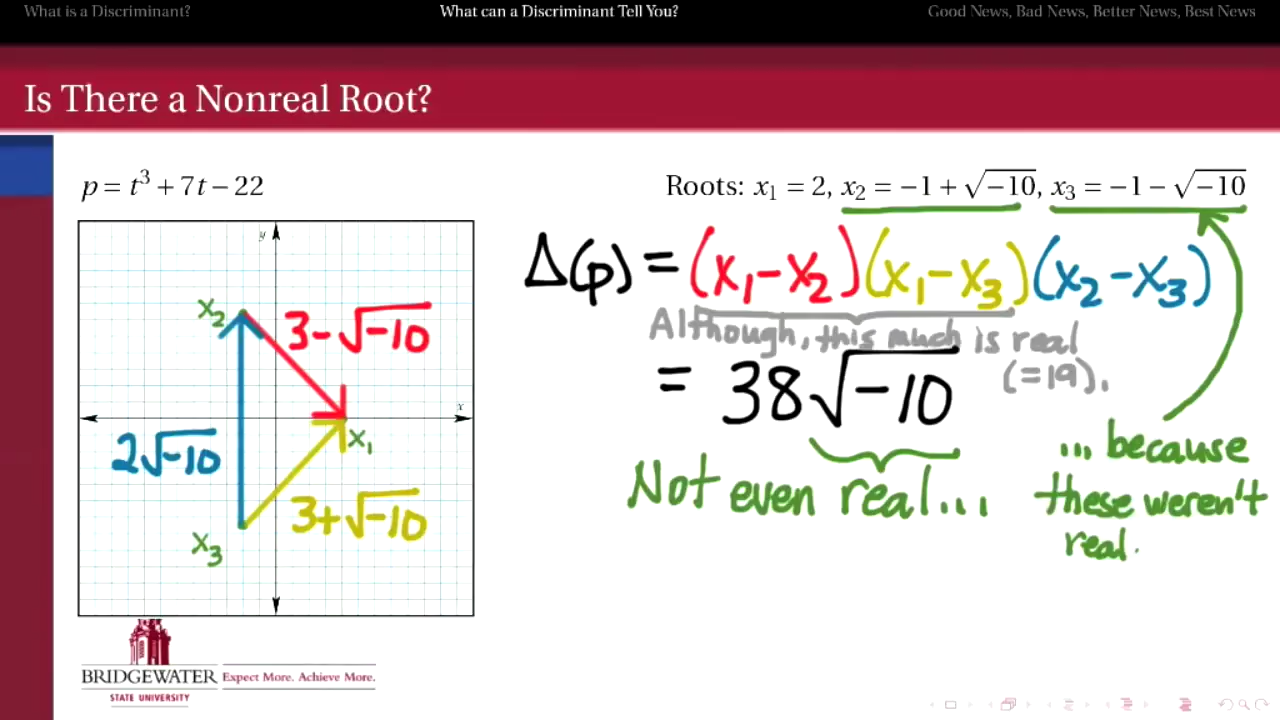 What is a Discriminant?
What can a Discriminant Tell You?
Good News, Bad News, Better News, Best News
Is There a Nonreal Root?
p = t³ + 7t − 22
Roots: x₁ = 2, x₂ = −1 + √−10, x₃ = −1 − √−10
Δ(p) = (x₁ − x₂)(x₁ − x₃)(x₂ − x₃)
Although, this much is real
(=19).
= 38√−10
Not even real...
... because
these weren't
real.
y
x
x₂
3−√−10
x₁
2√−10
3+√−10
x₃
BRIDGEWATER
STATE UNIVERSITY
Expect More. Achieve More.